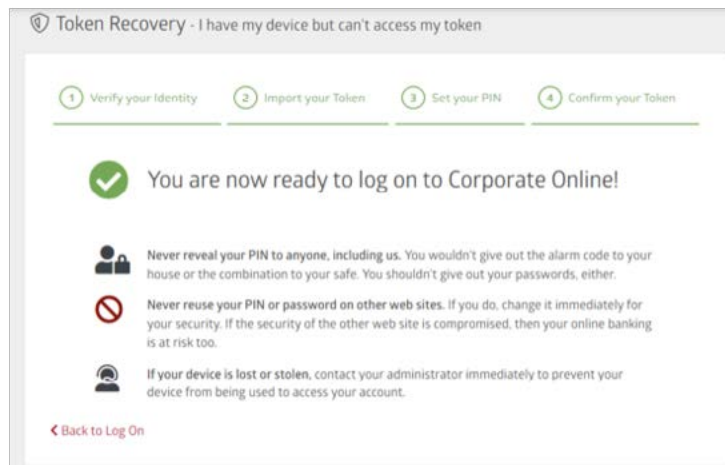 Token Recovery - I have my device but can't access my token
1 Verify your Identity 2 Import your Token 3 Set your PIN 4 Confirm your Token
You are now ready to log on to Corporate Online!
Never reveal your PIN to anyone, including us. You wouldn't give out the alarm code to your
house or the combination to your safe. You shouldn't give out your passwords, either.
Never reuse your PIN or password on other web sites. If you do, change it immediately for
your security. If the security of the other web site is compromised, then your online banking
is at risk too.
If your device is lost or stolen, contact your administrator immediately to prevent your
device from being used to access your account.
Back to Log On